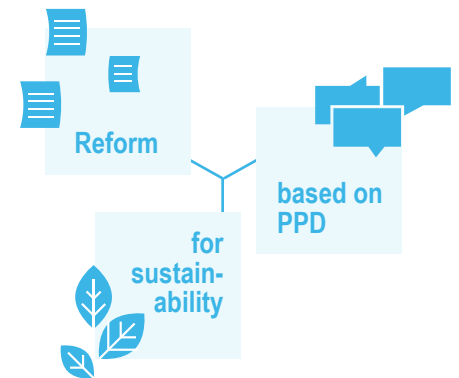 Reform
based on
PPD
for
sustain-
ability